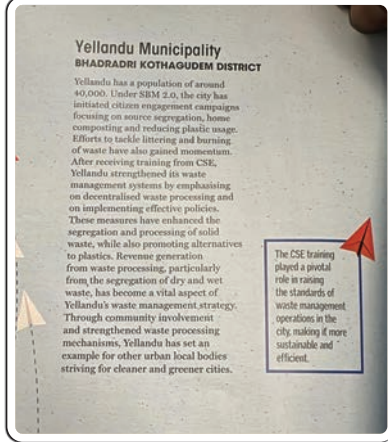 Yellandu Municipality
BHADRADRI KOTHAGUDEM DISTRICT
Yellandu has a population of around
40,000. Under SBM 2.0, the city has
initiated citizen engagement campaigns
focusing on source segregation, home
composting and reducing plastic usage.
Efforts to tackle littering and burning
of waste have also gained momentum.
After receiving training from CSE,
Yellandu strengthened its waste
management systems by emphasising
on decentralised waste processing and
on implementing effective policies.
These measures have enhanced the
segregation and processing of solid
waste, while also promoting alternatives
to plastics. Revenue generation
from waste processing, particularly
from the segregation of dry and wet
waste, has become a vital aspect of
Yellandu's waste management strategy.
Through community involvement
and strengthened waste processing
mechanisms, Yellandu has set an
example for other urban local bodies
striving for cleaner and greener cities.
The CSE training
played a pivotal
role in raising
the standards of
waste management
operations in the
city, making it more
sustainable and
efficient.